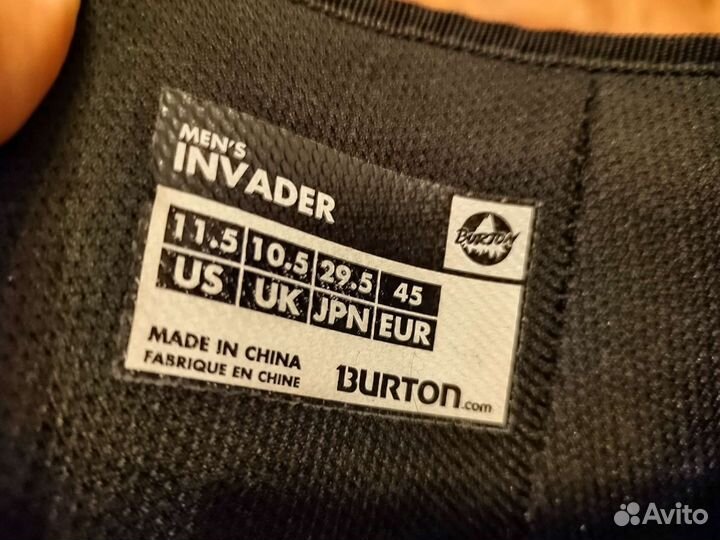 MEN'S
INVADER
BURTON
11.5 10.5 29.5 45
US UK JPN EUR
MADE IN CHINA
FABRIQUE EN CHINE
BURTON.com
Avito